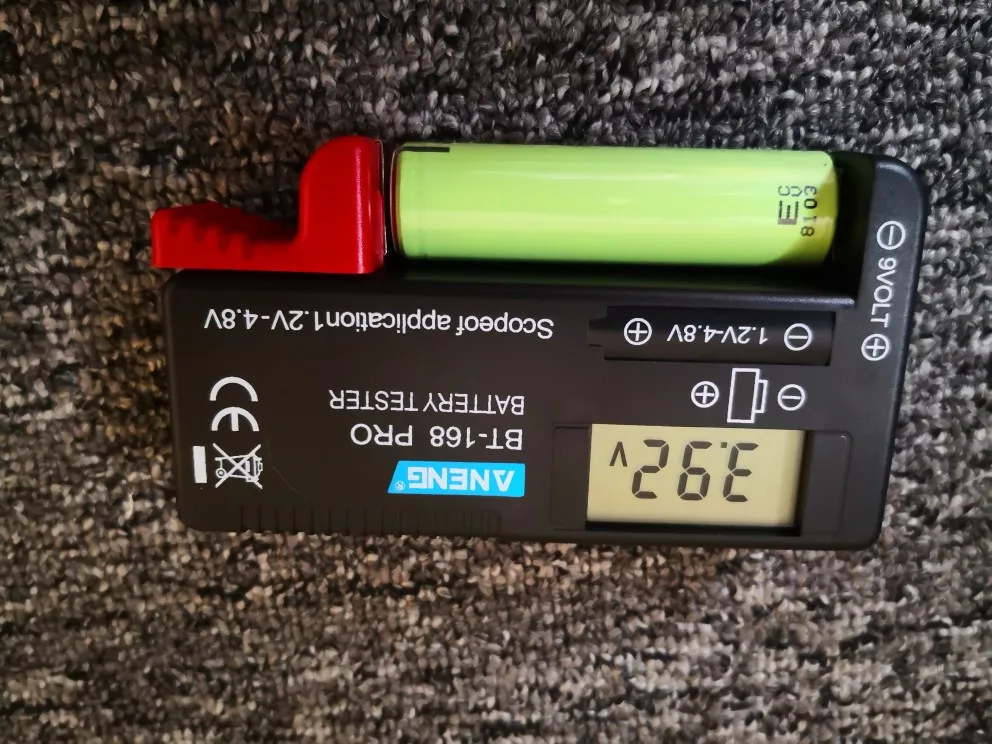 ANENG®
BT-168 PRO
BATTERY TESTER
Scopeof application1.2V-4.8V
CE
3.92 V
⊖ ⊕
⊖ 1.2V-4.8V ⊕
⊖ 9VOLT ⊕
8103